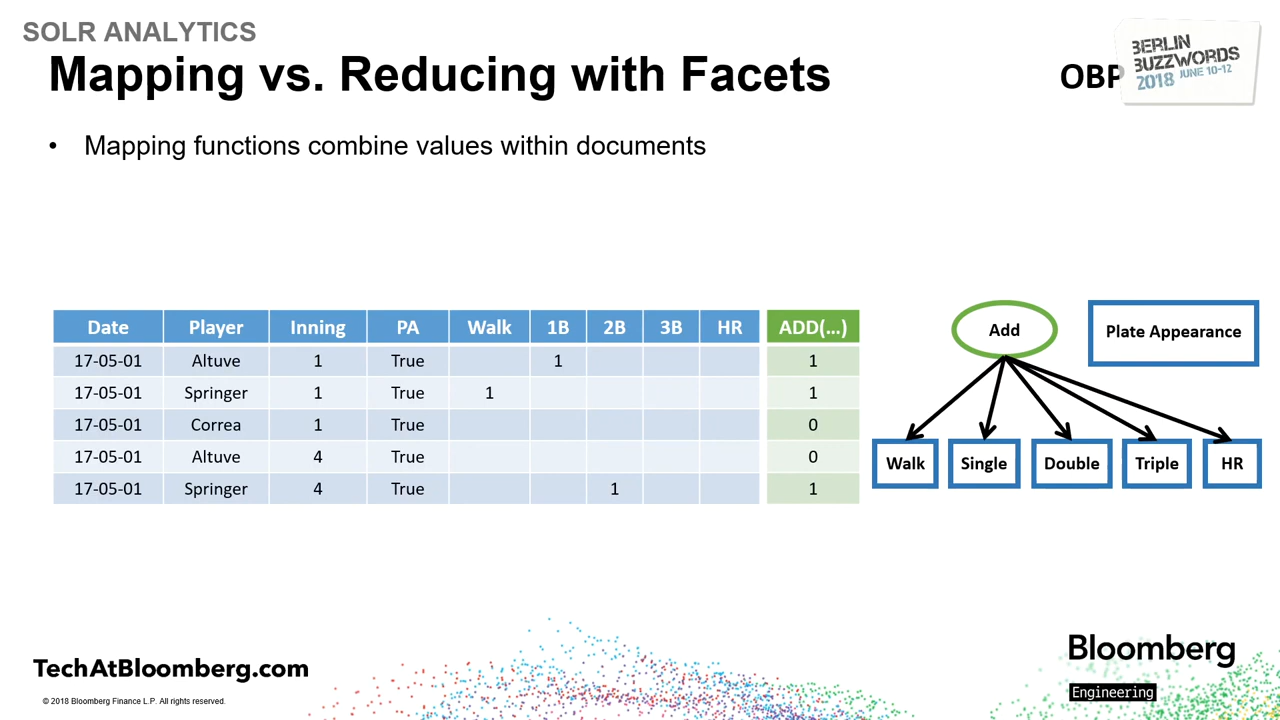 SOLR ANALYTICS
Mapping vs. Reducing with Facets
OBP
BERLIN
BUZZWORDS
2018 JUNE 10-12
• Mapping functions combine values within documents
Date Player Inning PA Walk 1B 2B 3B HR ADD(...)
17-05-01 Altuve 1 True 1 1
17-05-01 Springer 1 True 1 1
17-05-01 Correa 1 True 0
17-05-01 Altuve 4 True 0
17-05-01 Springer 4 True 1 1
Add
Plate Appearance
Walk Single Double Triple HR
TechAtBloomberg.com
© 2018 Bloomberg Finance L.P. All rights reserved.
Bloomberg
Engineering